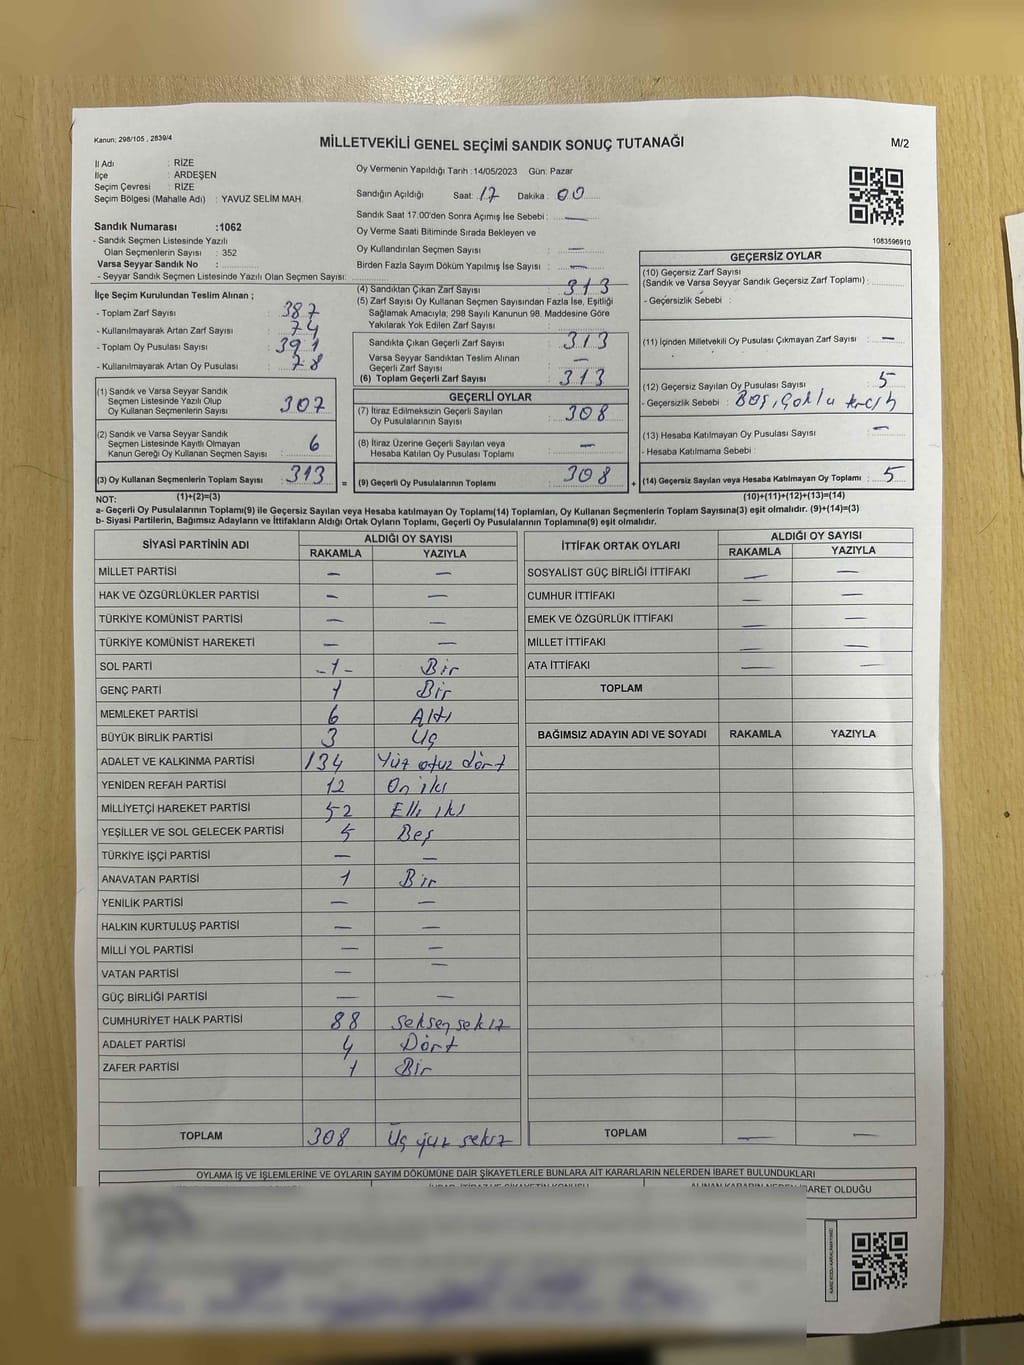 Kanun; 298/105 , 2839/4
MİLLETVEKİLİ GENEL SEÇİMİ SANDIK SONUÇ TUTANAĞI
M/2
İl Adı : RİZE
İlçe : ARDEŞEN
Seçim Çevresi : RİZE
Seçim Bölgesi (Mahalle Adı) : YAVUZ SELİM MAH.
Sandık Numarası :1062
- Sandık Seçmen Listesinde Yazılı
Olan Seçmenlerin Sayısı : 352
Varsa Seyyar Sandık No :
- Seyyar Sandık Seçmen Listesinde Yazılı Olan Seçmen Sayısı:
Oy Vermenin Yapıldığı Tarih :14/05/2023 Gün: Pazar
Sandığın Açıldığı Saat: 17 Dakika : 00
Sandık Saat 17.00'den Sonra Açımış İse Sebebi : —
Oy Verme Saati Bitiminde Sırada Bekleyen ve
Oy Kullandırılan Seçmen Sayısı : —
Birden Fazla Sayım Döküm Yapılmış İse Sayısı : —
1083596910
İlçe Seçim Kurulundan Teslim Alınan ;
- Toplam Zarf Sayısı : 387
- Kullanılmayarak Artan Zarf Sayısı : 74
- Toplam Oy Pusulası Sayısı : 391
- Kullanılmayarak Artan Oy Pusulası : 78
(1) Sandık ve Varsa Seyyar Sandık
Seçmen Listesinde Yazılı Olup
Oy Kullanan Seçmenlerin Sayısı : 307
(2) Sandık ve Varsa Seyyar Sandık
Seçmen Listesinde Kayıtlı Olmayan
Kanun Gereği Oy Kullanan Seçmen Sayısı : 6
(3) Oy Kullanan Seçmenlerin Toplam Sayısı : 313
(4) Sandıktan Çıkan Zarf Sayısı : 313
(5) Zarf Sayısı Oy Kullanan Seçmen Sayısından Fazla İse, Eşitliği
Sağlamak Amacıyla; 298 Sayılı Kanunun 98. Maddesine Göre
Yakılarak Yok Edilen Zarf Sayısı :
Sandıkta Çıkan Geçerli Zarf Sayısı : 313
Varsa Seyyar Sandıktan Teslim Alınan
Geçerli Zarf Sayısı : —
(6) Toplam Geçerli Zarf Sayısı : 313
GEÇERLİ OYLAR
(7) İtiraz Edilmeksizin Geçerli Sayılan
Oy Pusulalarının Sayısı : 308
(8) İtiraz Üzerine Geçerli Sayılan veya
Hesaba Katılan Oy Pusulası Toplamı : —
= (9) Geçerli Oy Pusulalarının Toplamı : 308 +
GEÇERSİZ OYLAR
(10) Geçersiz Zarf Sayısı
(Sandık ve Varsa Seyyar Sandık Geçersiz Zarf Toplamı) :
- Geçersizlik Sebebi :
(11) İçinden Milletvekili Oy Pusulası Çıkmayan Zarf Sayısı : —
(12) Geçersiz Sayılan Oy Pusulası Sayısı : 5
- Geçersizlik Sebebi : Boş, Çoklu
(13) Hesaba Katılmayan Oy Pusulası Sayısı : —
- Hesaba Katılmama Sebebi :
(14) Geçersiz Sayılan veya Hesaba Katılmayan Oy Toplamı : 5
NOT: (1)+(2)=(3) (10)+(11)+(12)+(13)=(14)
a- Geçerli Oy Pusulalarının Toplamı(9) ile Geçersiz Sayılan veya Hesaba katılmayan Oy Toplamı(14) Toplamları, Oy Kullanan Seçmenlerin Toplam Sayısına(3) eşit olmalıdır. (9)+(14)=(3)
b- Siyasi Partilerin, Bağımsız Adayların ve İttifakların Aldığı Ortak Oyların Toplamı, Geçerli Oy Pusulalarının Toplamına(9) eşit olmalıdır.
SİYASİ PARTİNİN ADI ALDIĞI OY SAYISI
RAKAMLA YAZIYLA
MİLLET PARTİSİ — —
HAK VE ÖZGÜRLÜKLER PARTİSİ — —
TÜRKİYE KOMÜNİST PARTİSİ — —
TÜRKİYE KOMÜNİST HAREKETİ — —
SOL PARTİ -1- Bir
GENÇ PARTİ 1 Bir
MEMLEKET PARTİSİ 6 Altı
BÜYÜK BİRLİK PARTİSİ 3 Üç
ADALET VE KALKINMA PARTİSİ 134 Yüz otuz dört
YENİDEN REFAH PARTİSİ 12 On iki
MİLLİYETÇİ HAREKET PARTİSİ 52 Elli iki
YEŞİLLER VE SOL GELECEK PARTİSİ 5 Beş
TÜRKİYE İŞÇİ PARTİSİ — —
ANAVATAN PARTİSİ 1 Bir
YENİLİK PARTİSİ — —
HALKIN KURTULUŞ PARTİSİ — —
MİLLİ YOL PARTİSİ — —
VATAN PARTİSİ — —
GÜÇ BİRLİĞİ PARTİSİ — —
CUMHURİYET HALK PARTİSİ 88 Seksen sekiz
ADALET PARTİSİ 4 Dört
ZAFER PARTİSİ 1 Bir
TOPLAM 308 Üç yüz sekiz
İTTİFAK ORTAK OYLARI ALDIĞI OY SAYISI
RAKAMLA YAZIYLA
SOSYALİST GÜÇ BİRLİĞİ İTTİFAKI — —
CUMHUR İTTİFAKI — —
EMEK VE ÖZGÜRLÜK İTTİFAKI — —
MİLLET İTTİFAKI — —
ATA İTTİFAKI — —
TOPLAM
BAĞIMSIZ ADAYIN ADI VE SOYADI RAKAMLA YAZIYLA
TOPLAM — —
OYLAMA İŞ VE İŞLEMLERİNE VE OYLARIN SAYIM DÖKÜMÜNE DAİR ŞİKAYETLERLE BUNLARA AİT KARARLARIN NELERDEN İBARET BULUNDUKLARI
ALINAN KARARIN NEDEN İBARET OLDUĞU